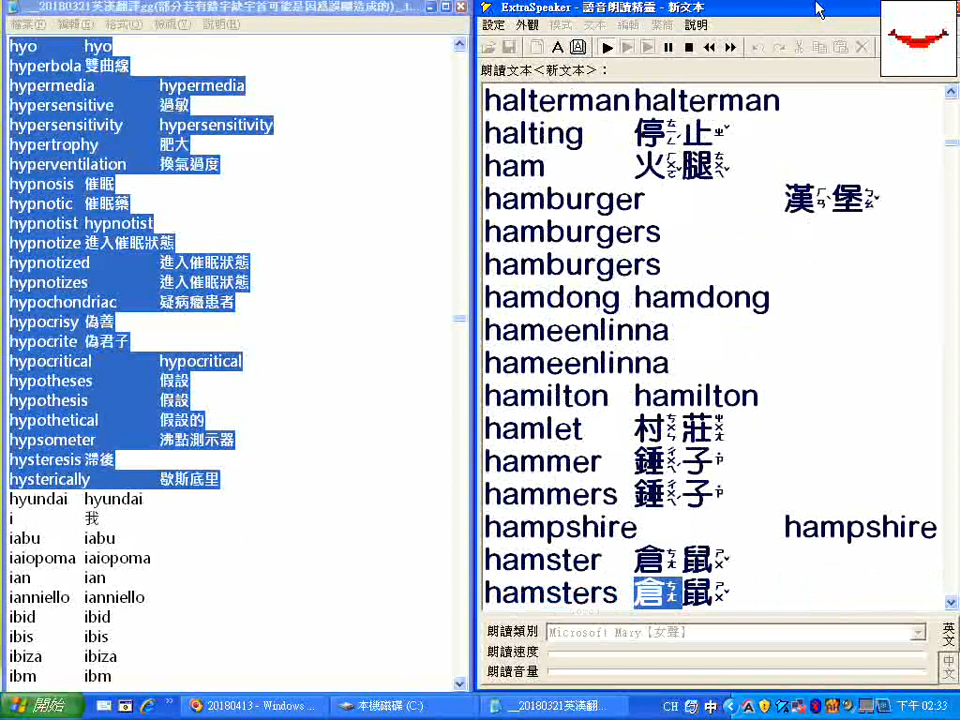 __20180321英漢翻譯gg(部分若有錯字缺字首可能是因為誤刪造成的)_1...
檔案(F) 編輯(E) 格式(O) 檢視(V) 說明(H)
hyo hyo
hyperbola 雙曲線
hypermedia hypermedia
hypersensitive 過敏
hypersensitivity hypersensitivity
hypertrophy 肥大
hyperventilation 換氣過度
hypnosis 催眠
hypnotic 催眠藥
hypnotist hypnotist
hypnotize 進入催眠狀態
hypnotized 進入催眠狀態
hypnotizes 進入催眠狀態
hypochondriac 疑病癥患者
hypocrisy 偽善
hypocrite 偽君子
hypocritical hypocritical
hypotheses 假設
hypothesis 假設
hypothetical 假設的
hypsometer 沸點測示器
hysteresis 滯後
hysterically 歇斯底里
hyundai hyundai
i 我
iabu iabu
iaiopoma iaiopoma
ian ian
ianniello ianniello
ibid ibid
ibis ibis
ibiza ibiza
ibm ibm
ExtraSpeaker - 語音朗讀精靈 - 新文本
設定 外觀 模式 文本 編輯 繁簡 說明
朗讀文本<新文本>：
halterman halterman
halting 停止
ham 火腿
hamburger 漢堡
hamburgers
hamburgers
hamdong hamdong
hameenlinna
hameenlinna
hamilton hamilton
hamlet 村莊
hammer 錘子
hammers 錘子
hampshire hampshire
hamster 倉鼠
hamsters 倉鼠
朗讀類別 Microsoft Mary【女聲】
朗讀速度
朗讀音量
英文
中文
開始
20180413 - Windows ...
本機磁碟 (C:)
__20180321英漢翻...
CH 中
下午 02:33